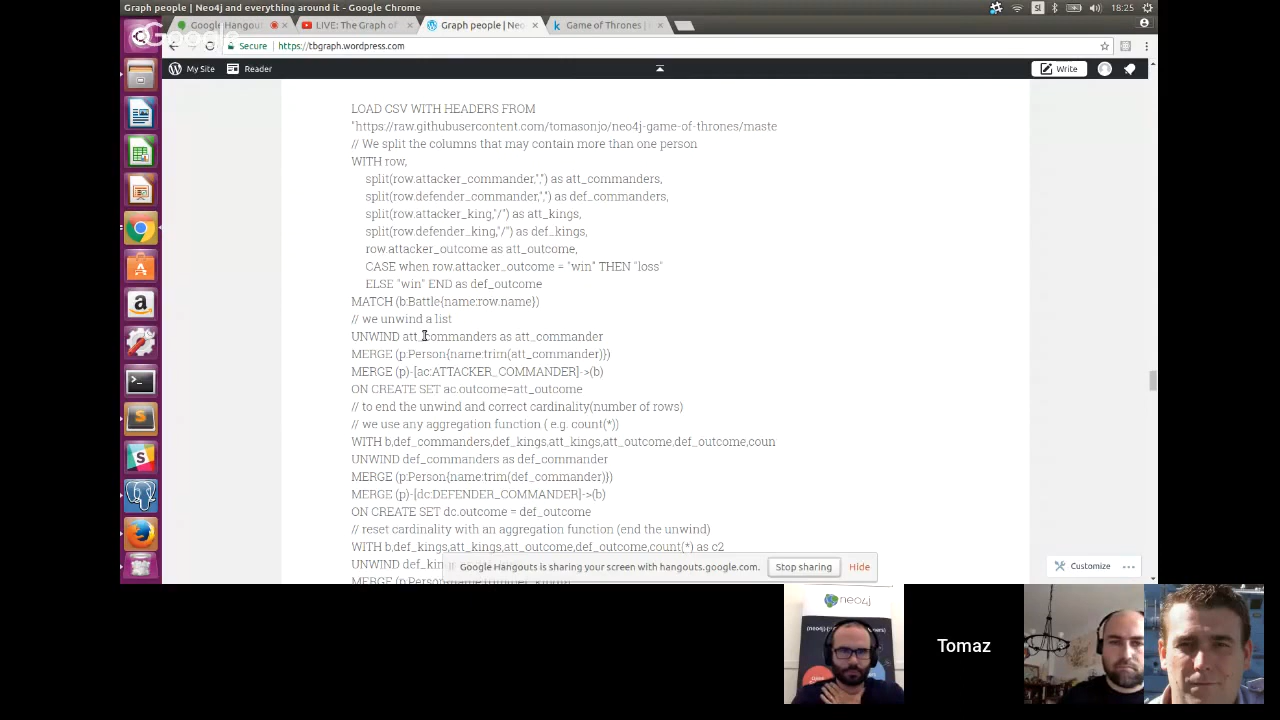 Graph people | Neo4j and everything around it - Google Chrome
18:25
Google Hangout
LIVE: The Graph of
Graph people | Neo
Game of Thrones |
Google
Secure
https://tbgraph.wordpress.com
My Site
Reader
Write
LOAD CSV WITH HEADERS FROM
"https://raw.githubusercontent.com/tomasonjo/neo4j-game-of-thrones/maste
// We split the columns that may contain more than one person
WITH row,
split(row.attacker_commander,",") as att_commanders,
split(row.defender_commander,",") as def_commanders,
split(row.attacker_king,"/") as att_kings,
split(row.defender_king,"/") as def_kings,
row.attacker_outcome as att_outcome,
CASE when row.attacker_outcome = "win" THEN "loss"
ELSE "win" END as def_outcome
MATCH (b:Battle{name:row.name})
// we unwind a list
UNWIND att_commanders as att_commander
MERGE (p:Person{name:trim(att_commander)})
MERGE (p)-[ac:ATTACKER_COMMANDER]->(b)
ON CREATE SET ac.outcome=att_outcome
// to end the unwind and correct cardinality(number of rows)
// we use any aggregation function ( e.g. count(*))
WITH b,def_commanders,def_kings,att_kings,att_outcome,def_outcome,coun
UNWIND def_commanders as def_commander
MERGE (p:Person{name:trim(def_commander)})
MERGE (p)-[dc:DEFENDER_COMMANDER]->(b)
ON CREATE SET dc.outcome = def_outcome
// reset cardinality with an aggregation function (end the unwind)
WITH b,def_kings,att_kings,att_outcome,def_outcome,count(*) as c2
UNWIND def_kin
Google Hangouts is sharing your screen with hangouts.google.com.
Stop sharing
Hide
Customize
neo4j
Tomaz